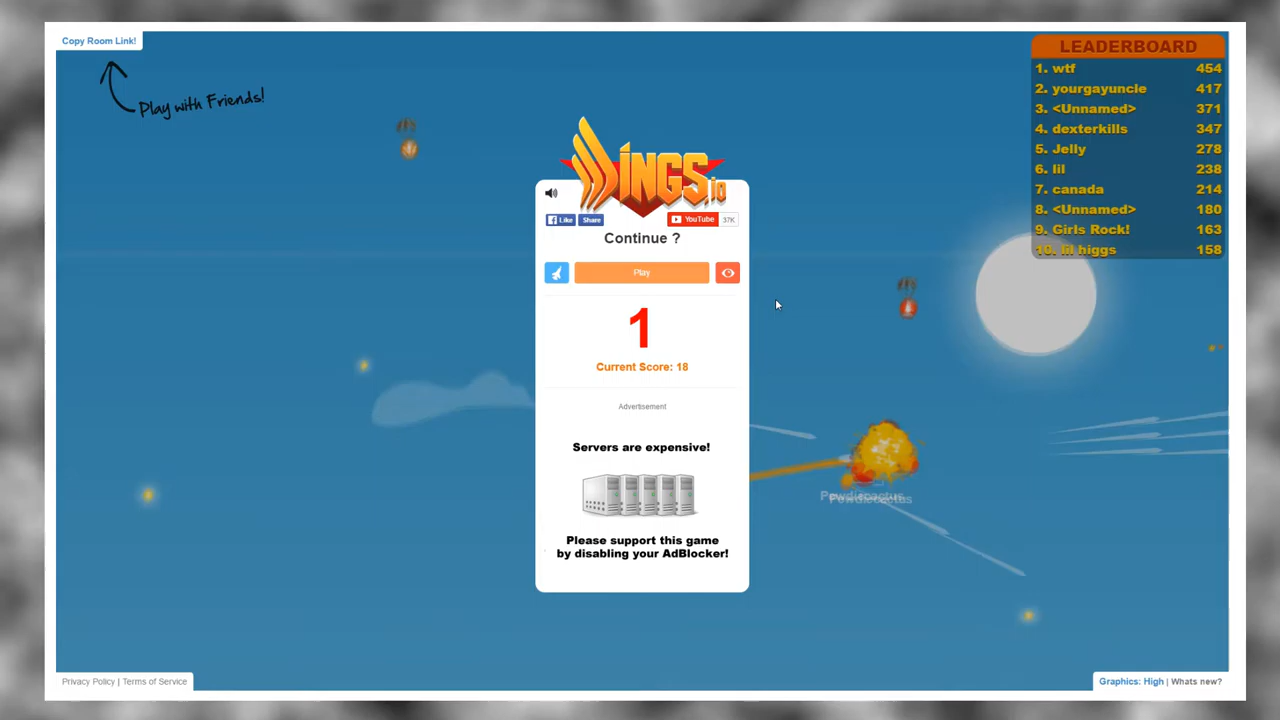 Copy Room Link!
Play with Friends!
LEADERBOARD
1. wtf 454
2. yourgayuncle 417
3. <Unnamed> 371
4. dexterkills 347
5. Jelly 278
6. lil 238
7. canada 214
8. <Unnamed> 180
9. Girls Rock! 163
10. lil higgs 158
WINGS.io
Like Share YouTube 37K
Continue ?
Play
1
Current Score: 18
Advertisement
Servers are expensive!
Please support this game
by disabling your AdBlocker!
Privacy Policy | Terms of Service
Graphics: High | Whats new?